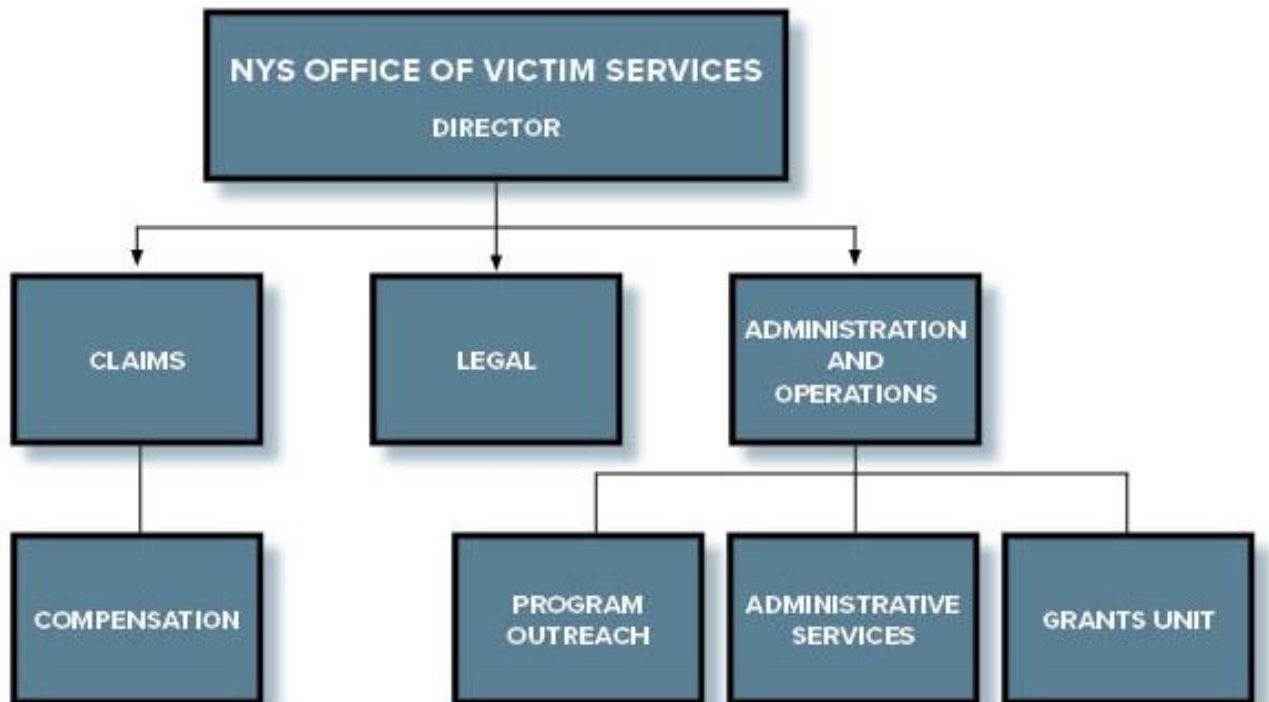 NYS OFFICE OF VICTIM SERVICES
DIRECTOR
CLAIMS
LEGAL
ADMINISTRATION
AND
OPERATIONS
COMPENSATION
PROGRAM
OUTREACH
ADMINISTRATIVE
SERVICES
GRANTS UNIT